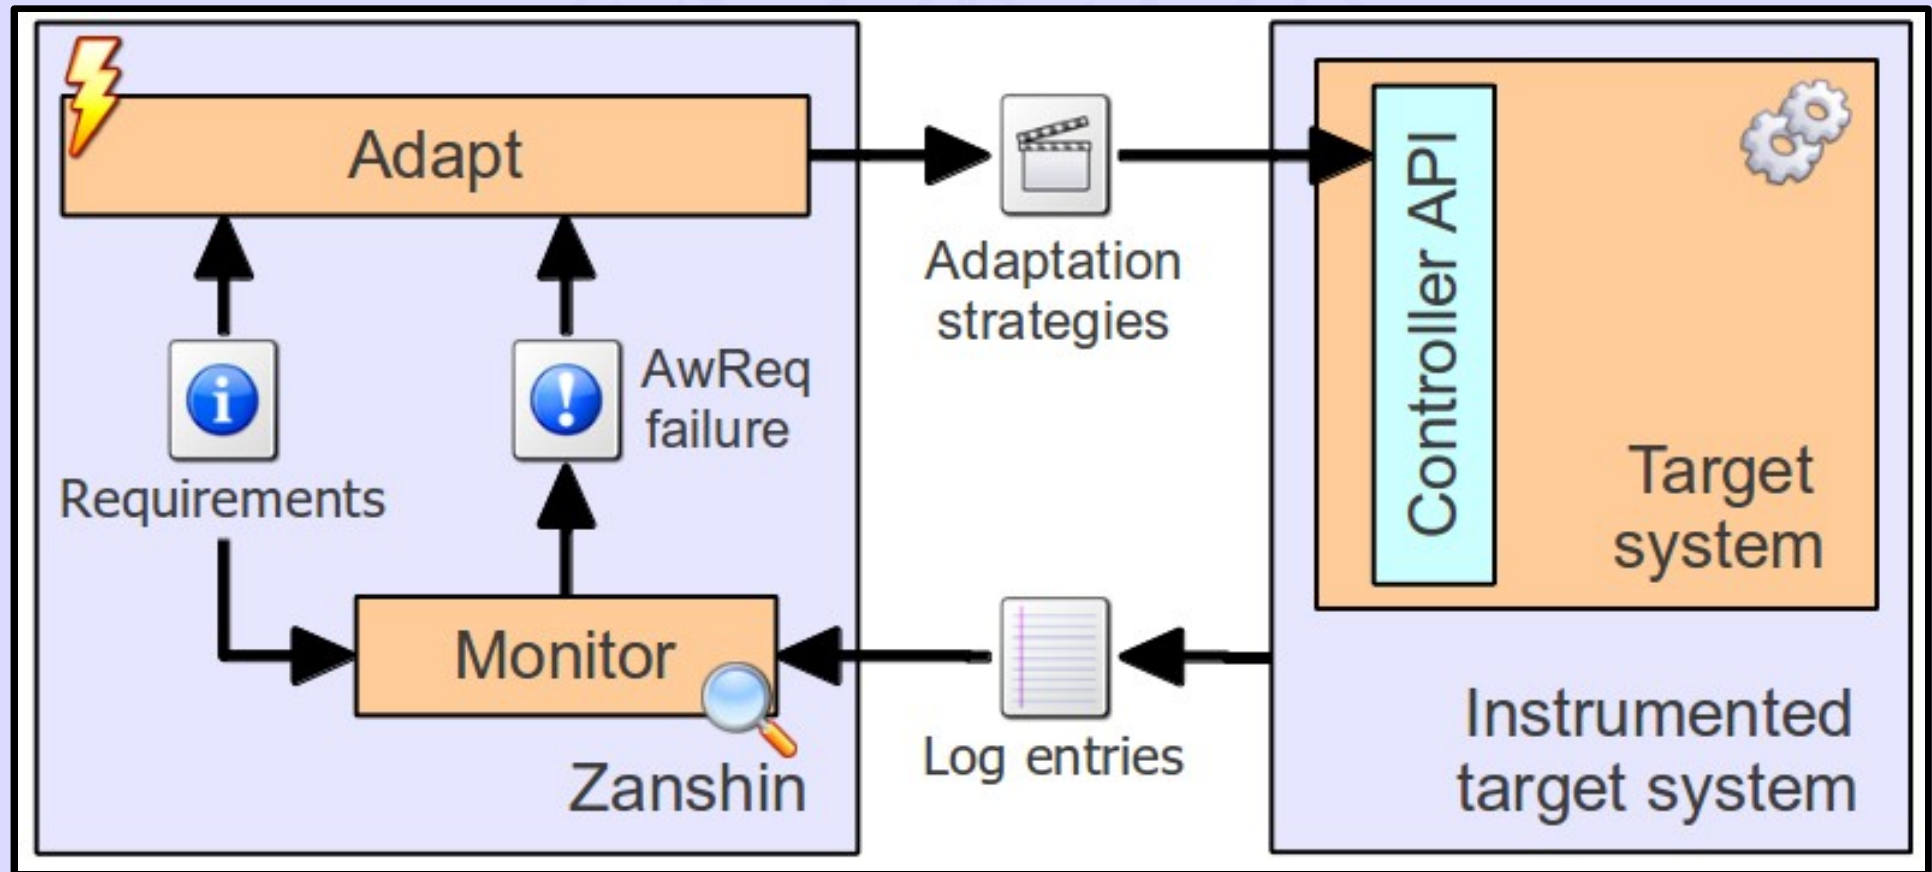 Adapt
Adaptation
strategies
AwReq
failure
Requirements
Monitor
Zanshin
Log entries
Controller API
Target
system
Instrumented
target system